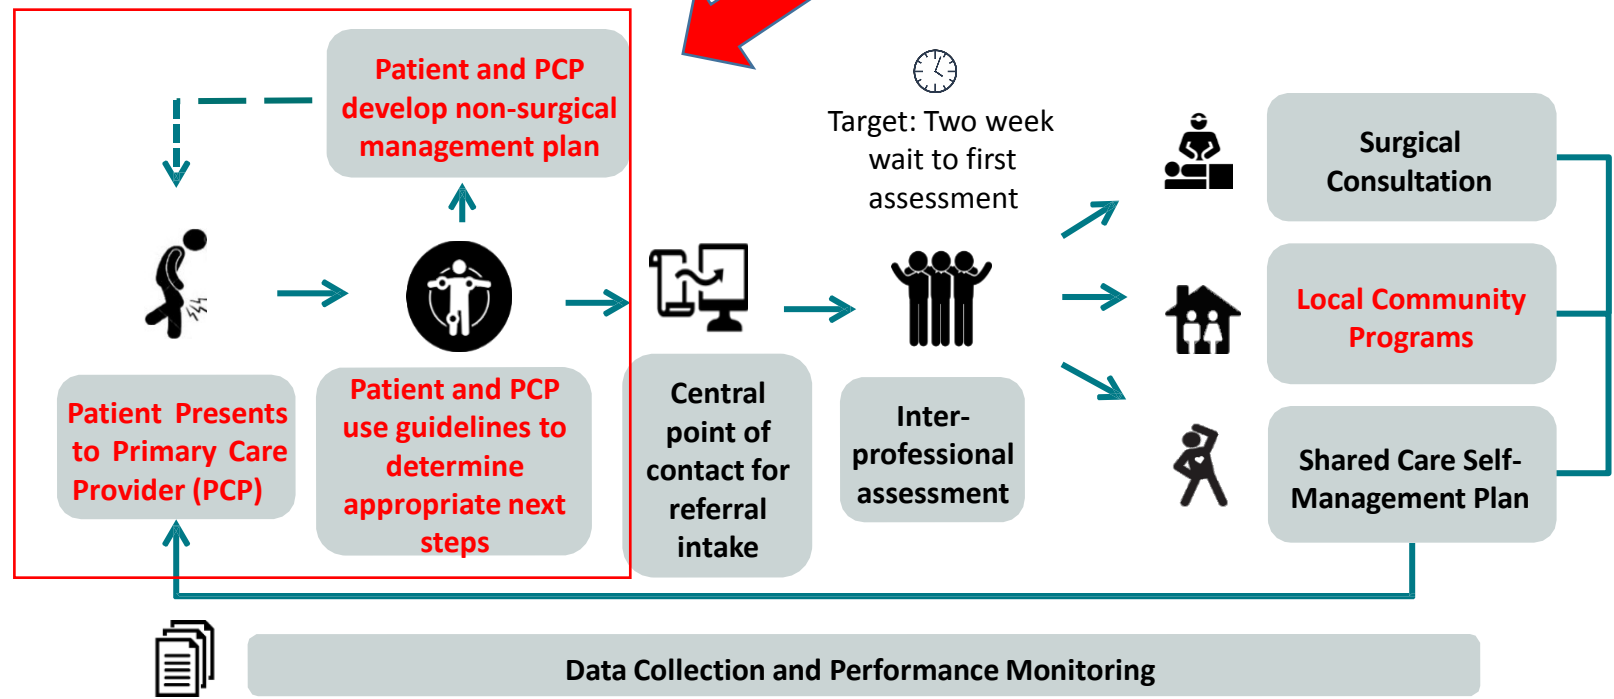 Patient and PCP
develop non-surgical
management plan
Target: Two week
wait to first
assessment
Surgical
Consultation
Local Community
Programs
Patient Presents
to Primary Care
Provider (PCP)
Patient and PCP
use guidelines to
determine
appropriate next
steps
Central
point of
contact for
referral
intake
Inter-
professional
assessment
Shared Care Self-
Management Plan
Data Collection and Performance Monitoring